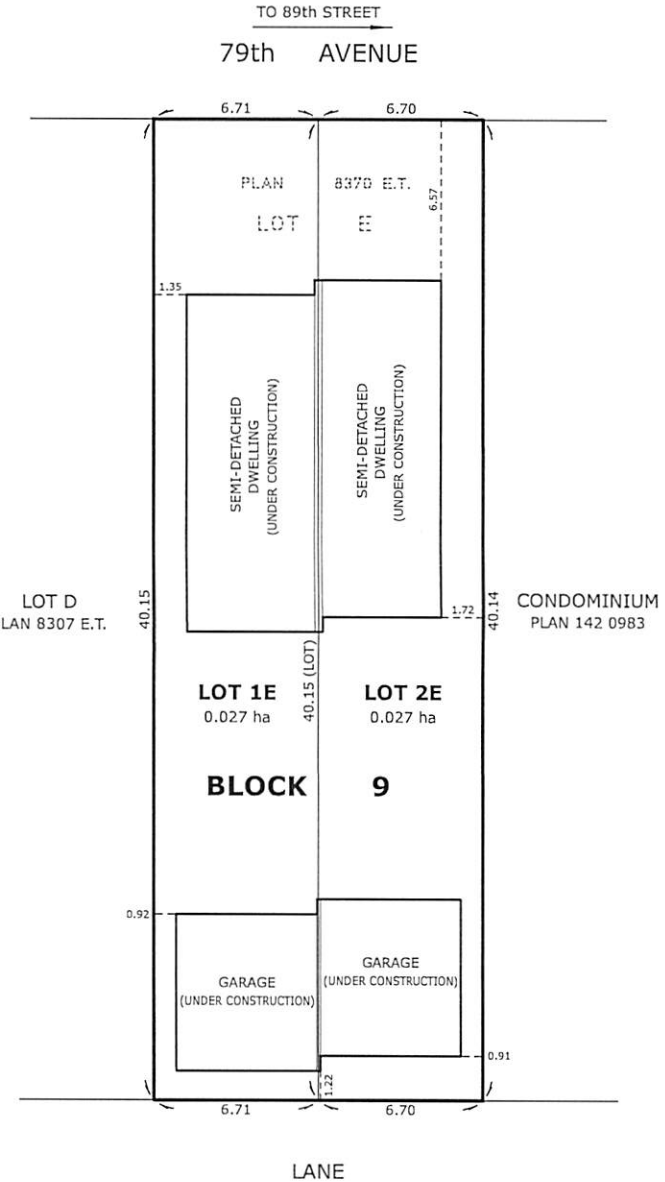 TO 89th STREET
79th AVENUE
6.71 6.70
PLAN 8370 E.T.
LOT E
6.57
1.35
SEMI-DETACHED
DWELLING
(UNDER CONSTRUCTION)
SEMI-DETACHED
DWELLING
(UNDER CONSTRUCTION)
LOT D
LAN 8307 E.T.
40.15
1.72
40.14
CONDOMINIUM
PLAN 142 0983
40.15 (LOT)
LOT 1E
0.027 ha
LOT 2E
0.027 ha
BLOCK 9
0.92
GARAGE
(UNDER CONSTRUCTION)
GARAGE
(UNDER CONSTRUCTION)
0.91
1.22
6.71 6.70
LANE